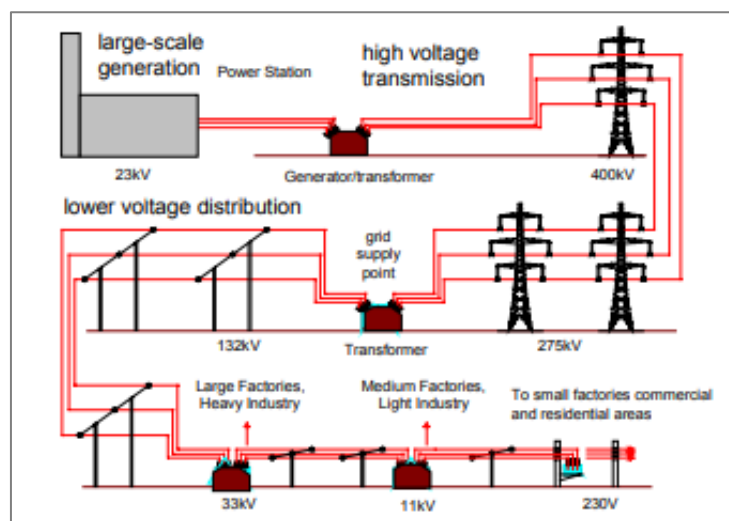 large-scale
generation
Power Station
high voltage
transmission
23kV
Generator/transformer
400kV
lower voltage distribution
grid
supply
point
132kV
Transformer
275kV
Large Factories,
Heavy Industry
Medium Factories,
Light Industry
To small factories commercial
and residential areas
33kV
11kV
230V